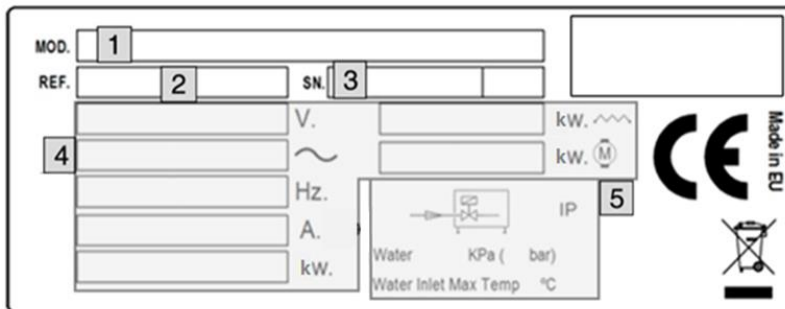 MOD. 1
REF. 2 SN. 3
V. kW.
4 kW. M
Hz. 5
A. IP
kW.
Water KPa ( bar)
Water Inlet Max Temp ºC
CE
Made in EU